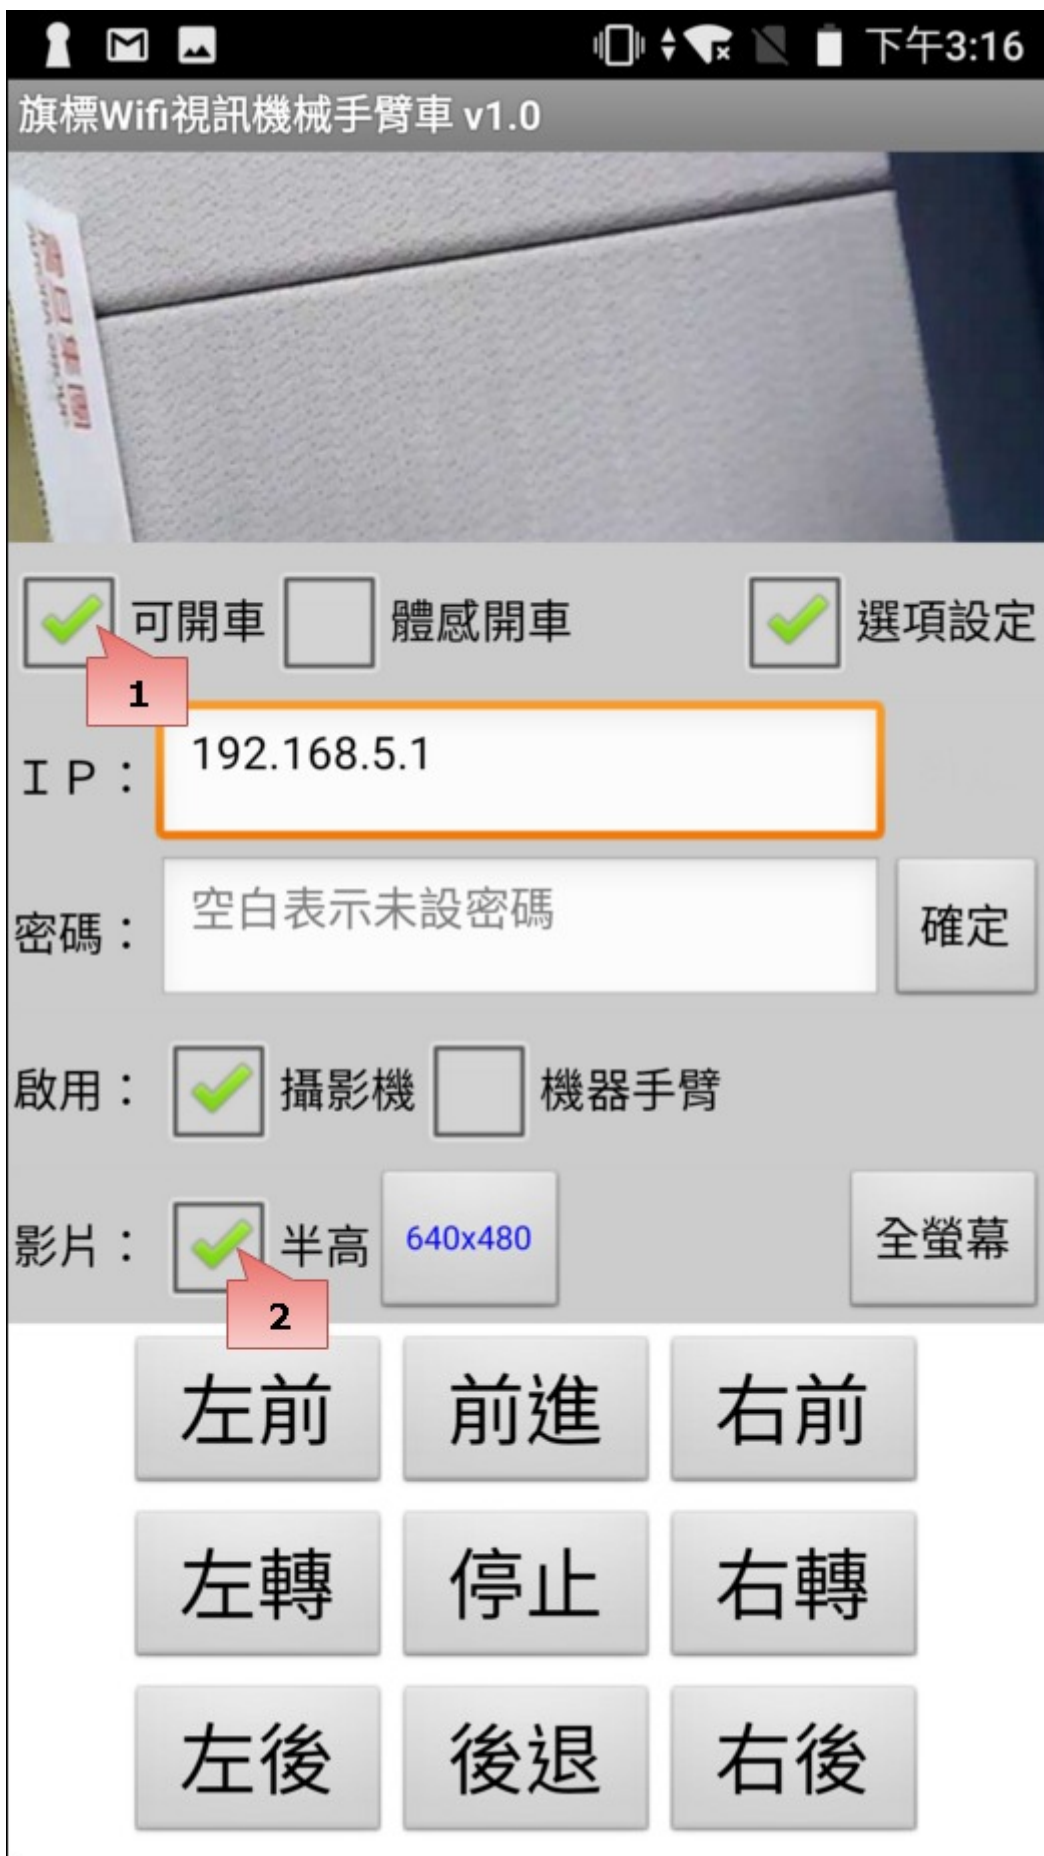 下午3:16
旗標Wifi視訊機械手臂車 v1.0
可開車 體感開車 選項設定
1
ＩＰ： 192.168.5.1
密碼： 空白表示未設密碼 確定
啟用： 攝影機 機器手臂
影片： 半高 640x480 全螢幕
2
左前 前進 右前
左轉 停止 右轉
左後 後退 右後